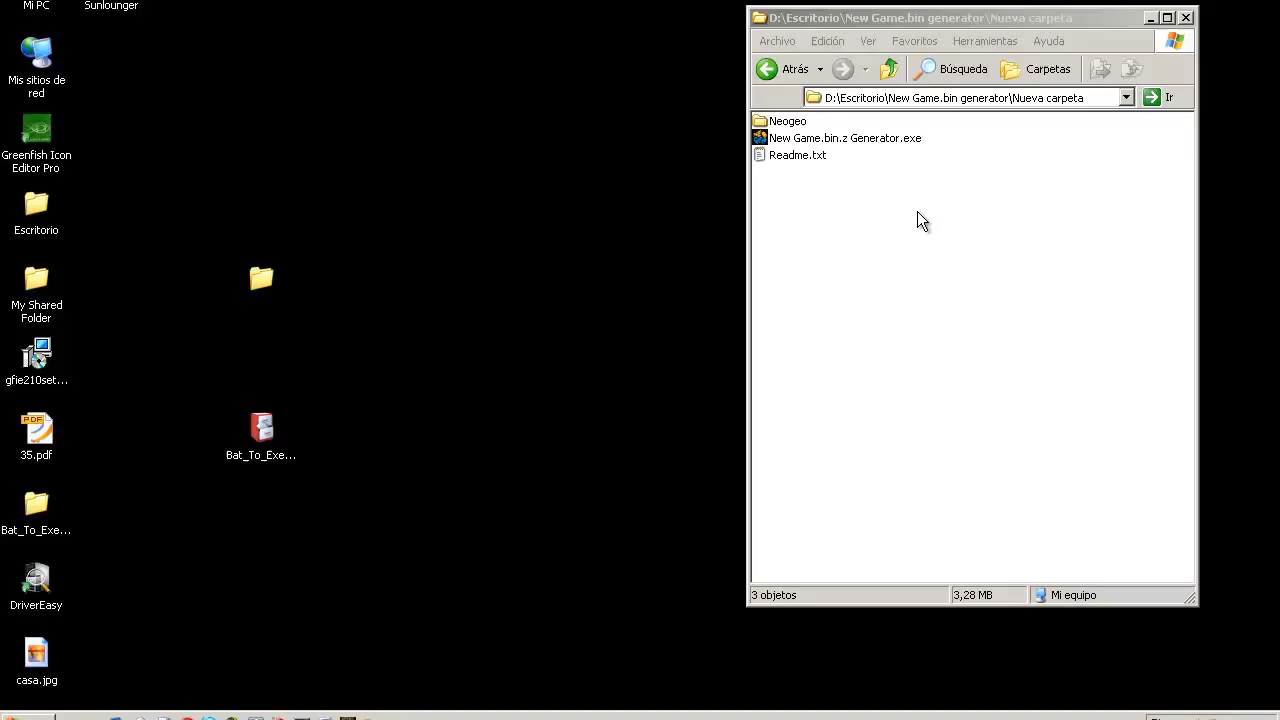 Mi PC
Sunlounger
Mis sitios de
red
Greenfish Icon
Editor Pro
Escritorio
My Shared
Folder
gfie210set...
PDF
35.pdf
Bat_To_Exe...
DriverEasy
casa.jpg
Bat_To_Exe...
D:\Escritorio\New Game.bin generator\Nueva carpeta
Archivo Edición Ver Favoritos Herramientas Ayuda
Atrás Búsqueda Carpetas
D:\Escritorio\New Game.bin generator\Nueva carpeta Ir
Neogeo
New Game.bin.z Generator.exe
Readme.txt
3 objetos 3,28 MB Mi equipo